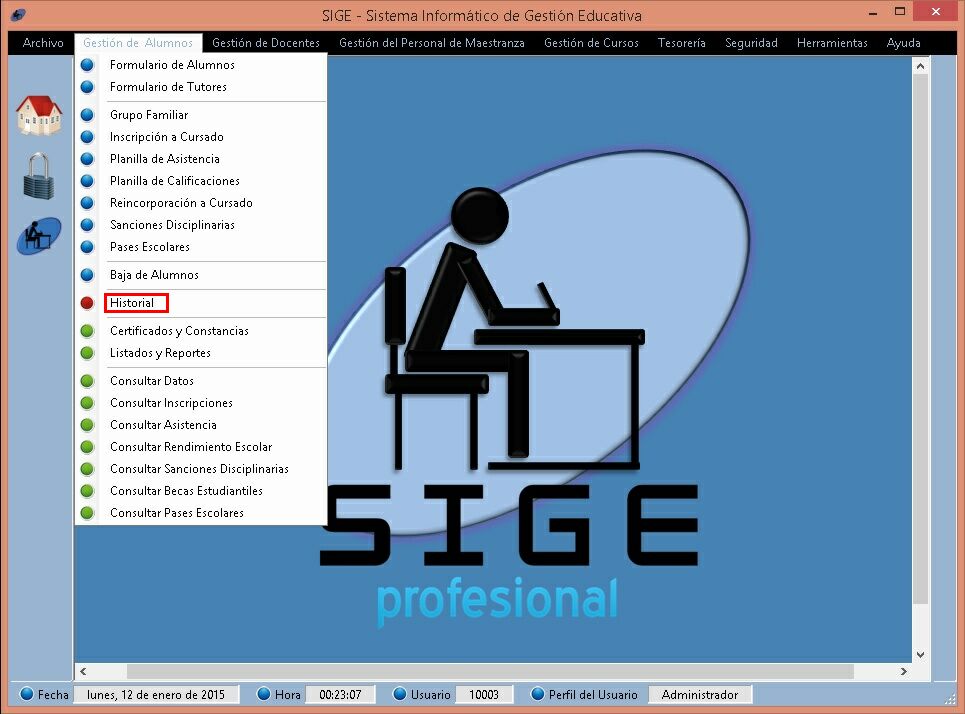 SIGE - Sistema Informático de Gestión Educativa
Archivo Gestión de Alumnos Gestión de Docentes Gestión del Personal de Maestranza Gestión de Cursos Tesorería Seguridad Herramientas Ayuda
Formulario de Alumnos
Formulario de Tutores
Grupo Familiar
Inscripción a Cursado
Planilla de Asistencia
Planilla de Calificaciones
Reincorporación a Cursado
Sanciones Disciplinarias
Pases Escolares
Baja de Alumnos
Historial
Certificados y Constancias
Listados y Reportes
Consultar Datos
Consultar Inscripciones
Consultar Asistencia
Consultar Rendimiento Escolar
Consultar Sanciones Disciplinarias
Consultar Becas Estudiantiles
Consultar Pases Escolares
SIGE
profesional
Fecha lunes, 12 de enero de 2015 Hora 00:23:07 Usuario 10003 Perfil del Usuario Administrador